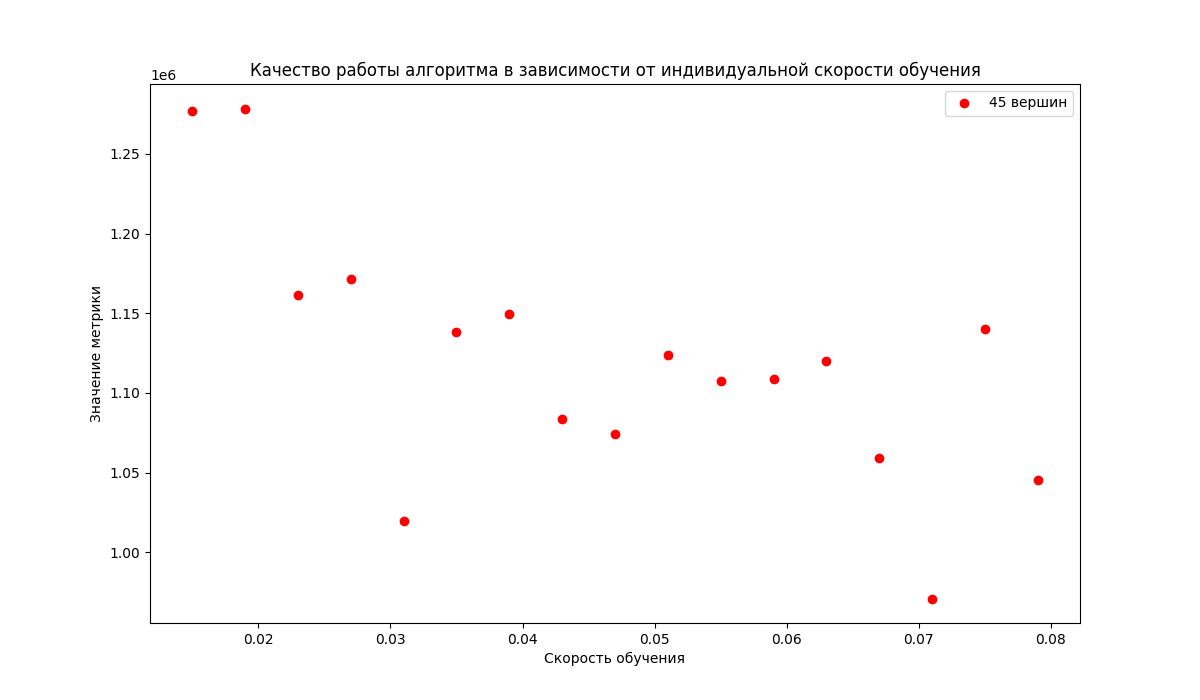 Качество работы алгоритма в зависимости от индивидуальной скорости обучения
1e6
45 вершин
1.25
1.20
1.15
1.10
1.05
1.00
Значение метрики
0.02 0.03 0.04 0.05 0.06 0.07 0.08
Скорость обучения